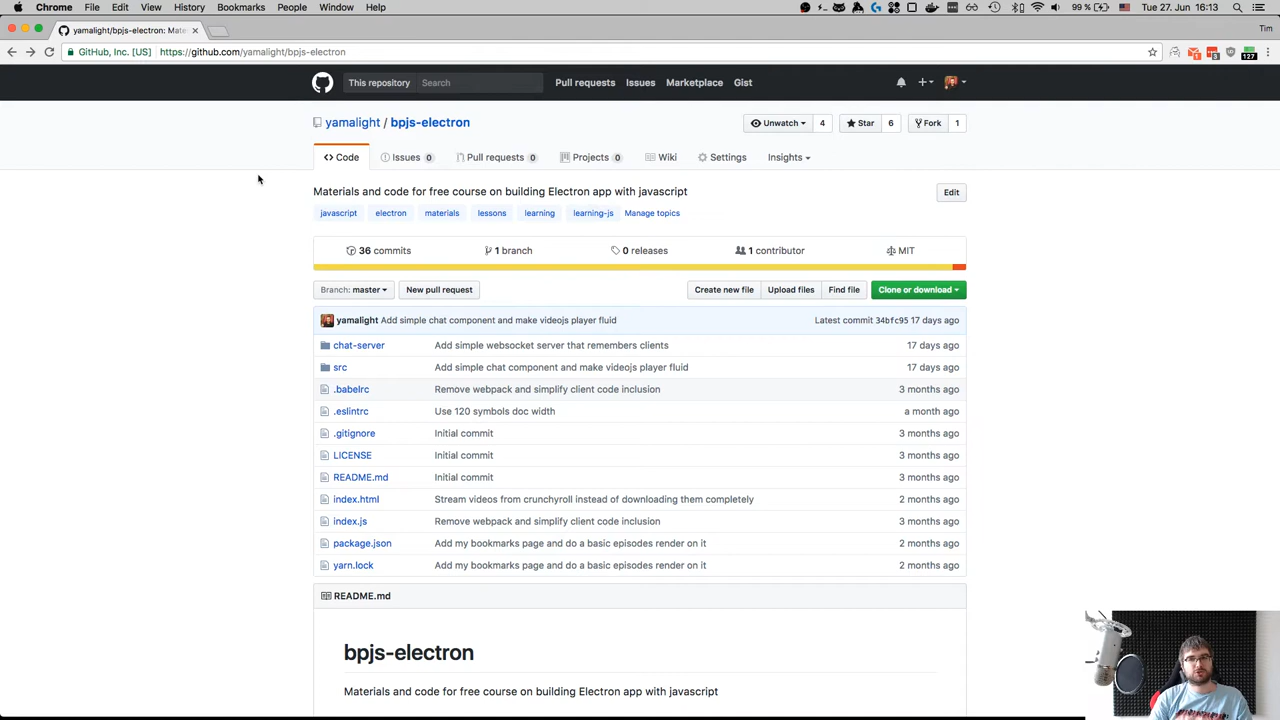 Chrome File Edit View History Bookmarks People Window Help 99 % Tue 27. Jun 16:13
yamalight/bpjs-electron: Mate Tim
GitHub, Inc. [US] https://github.com/yamalight/bpjs-electron 127
This repository Search Pull requests Issues Marketplace Gist
yamalight / bpjs-electron Unwatch 4 Star 6 Fork 1
Code Issues 0 Pull requests 0 Projects 0 Wiki Settings Insights
Materials and code for free course on building Electron app with javascript Edit
javascript electron materials lessons learning learning-js Manage topics
36 commits 1 branch 0 releases 1 contributor MIT
Branch: master New pull request Create new file Upload files Find file Clone or download
yamalight Add simple chat component and make videojs player fluid Latest commit 34bfc95 17 days ago
chat-server Add simple websocket server that remembers clients 17 days ago
src Add simple chat component and make videojs player fluid 17 days ago
.babelrc Remove webpack and simplify client code inclusion 3 months ago
.eslintrc Use 120 symbols doc width a month ago
.gitignore Initial commit 3 months ago
LICENSE Initial commit 3 months ago
README.md Initial commit 3 months ago
index.html Stream videos from crunchyroll instead of downloading them completely 2 months ago
index.js Remove webpack and simplify client code inclusion 3 months ago
package.json Add my bookmarks page and do a basic episodes render on it 2 months ago
yarn.lock Add my bookmarks page and do a basic episodes render on it 2 months ago
README.md
bpjs-electron
Materials and code for free course on building Electron app with javascript